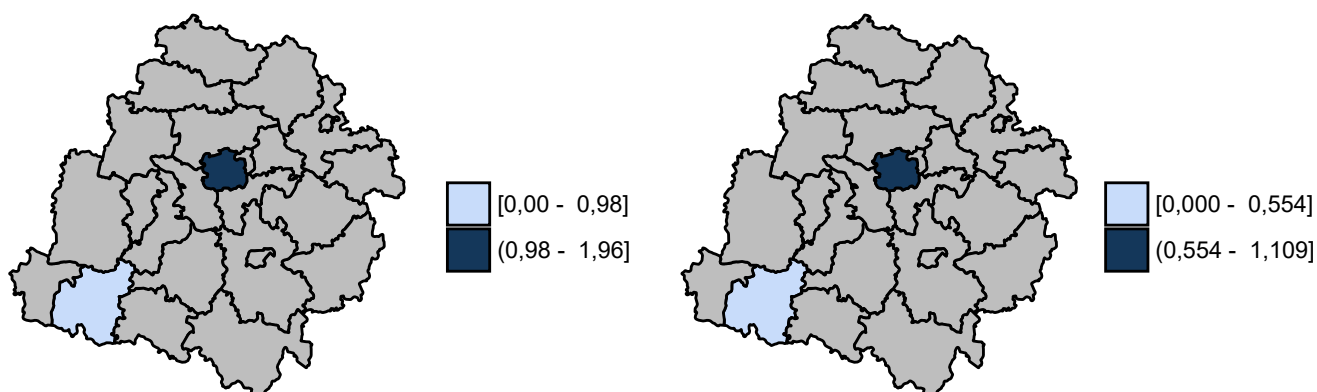 [0,00 -  0,98]
(0,98 -  1,96]
[0,000 -  0,554]
(0,554 -  1,109]